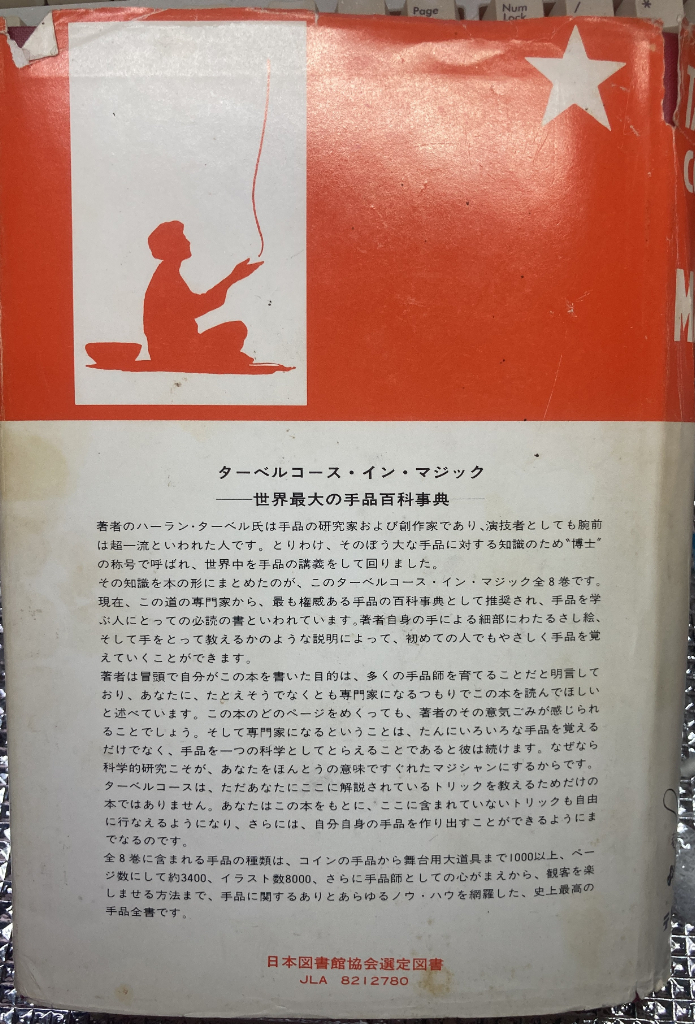 Page
Num
Lock
/
*
ターベルコース・イン・マジック
──世界最大の手品百科事典──
著者のハーラン・ターベル氏は手品の研究家および創作家であり、演技者としても腕前
は超一流といわれた人です。とりわけ、そのぼう大な手品に対する知識のため“博士”
の称号で呼ばれ、世界中を手品の講義をして回りました。
その知識を本の形にまとめたのが、このターベルコース・イン・マジック全8巻です。
現在、この道の専門家から、最も権威ある手品の百科事典として推奨され、手品を学
ぶ人にとっての必読の書といわれています。著者自身の手による細部にわたるさし絵、
そして手をとって教えるかのような説明によって、初めての人でもやさしく手品を覚
えていくことができます。
著者は冒頭で自分がこの本を書いた目的は、多くの手品師を育てることだと明言して
おり、あなたに、たとえそうでなくとも専門家になるつもりでこの本を読んでほしい
と述べています。この本のどのページをめくっても、著者のその意気ごみが感じられ
ることでしょう。そして専門家になるということは、たんにいろいろな手品を覚える
だけでなく、手品を一つの科学としてとらえることであると彼は続けます。なぜなら
科学的研究こそが、あなたをほんとうの意味ですぐれたマジシャンにするからです。
ターベルコースは、ただあなたにここに解説されているトリックを教えるためだけの
本ではありません。あなたはこの本をもとに、ここに含まれていないトリックも自由
に行なえるようになり、さらには、自分自身の手品を作り出すことができるようにま
でなるのです。
全8巻に含まれる手品の種類は、コインの手品から舞台用大道具まで1000以上、ペー
ジ数にして約3400、イラスト数8000、さらに手品師としての心がまえから、観客を楽
しませる方法まで、手品に関するありとあらゆるノウ・ハウを網羅した、史上最高の
手品全書です。
日本図書館協会選定図書
JLA 8212780